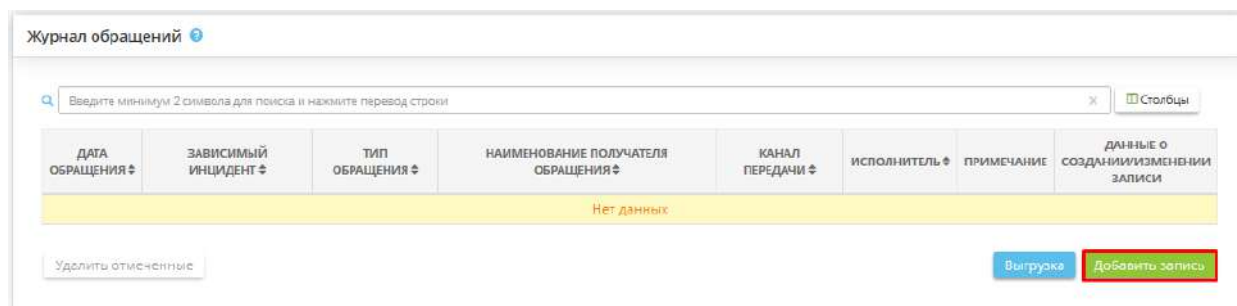 Журнал обращений ?
Введите минимум 2 символа для поиска и нажмите перевод строки
Столбцы
ДАТА ОБРАЩЕНИЯ
ЗАВИСИМЫЙ ИНЦИДЕНТ
ТИП ОБРАЩЕНИЯ
НАИМЕНОВАНИЕ ПОЛУЧАТЕЛЯ ОБРАЩЕНИЯ
КАНАЛ ПЕРЕДАЧИ
ИСПОЛНИТЕЛЬ
ПРИМЕЧАНИЕ
ДАННЫЕ О СОЗДАНИИ/ИЗМЕНЕНИИ ЗАПИСИ
Нет данных
Удалить отмеченные
Выгрузка
Добавить запись